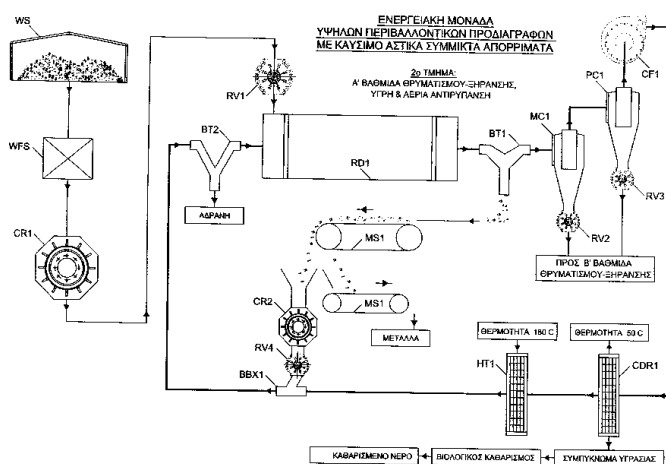 ΕΝΕΡΓΕΙΑΚΗ ΜΟΝΑΔΑ
ΥΨΗΛΩΝ ΠΕΡΙΒΑΛΛΟΝΤΙΚΩΝ ΠΡΟΔΙΑΓΡΑΦΩΝ
ΜΕ ΚΑΥΣΙΜΟ ΑΣΤΙΚΑ ΣΥΜΜΙΚΤΑ ΑΠΟΡΡΙΜΑΤΑ
2ο ΤΜΗΜΑ:
Α' ΒΑΘΜΙΔΑ ΘΡΥΜΑΤΙΣΜΟΥ-ΞΗΡΑΝΣΗΣ,
ΥΓΡΗ & ΑΕΡΙΑ ΑΝΤΙΡΥΠΑΝΣΗ
WS
CF1
PC1
RV1
MC1
BT2
BT1
WFS
RD1
RV3
ΑΔΡΑΝΗ
RV2
CR1
MS1
ΠΡΟΣ Β' ΒΑΘΜΙΔΑ
ΘΡΥΜΑΤΙΣΜΟΥ-ΞΗΡΑΝΣΗΣ
CR2
MS1
ΜΕΤΑΛΛΑ
ΘΕΡΜΟΤΗΤΑ 180 C
ΘΕΡΜΟΤΗΤΑ 50 C
RV4
HT1
CDR1
BBX1
ΚΑΘΑΡΙΣΜΕΝΟ ΝΕΡΟ
ΒΙΟΛΟΓΙΚΟΣ ΚΑΘΑΡΙΣΜΟΣ
ΣΥΜΠΥΚΝΩΜΑ ΥΓΡΑΣΙΑΣ